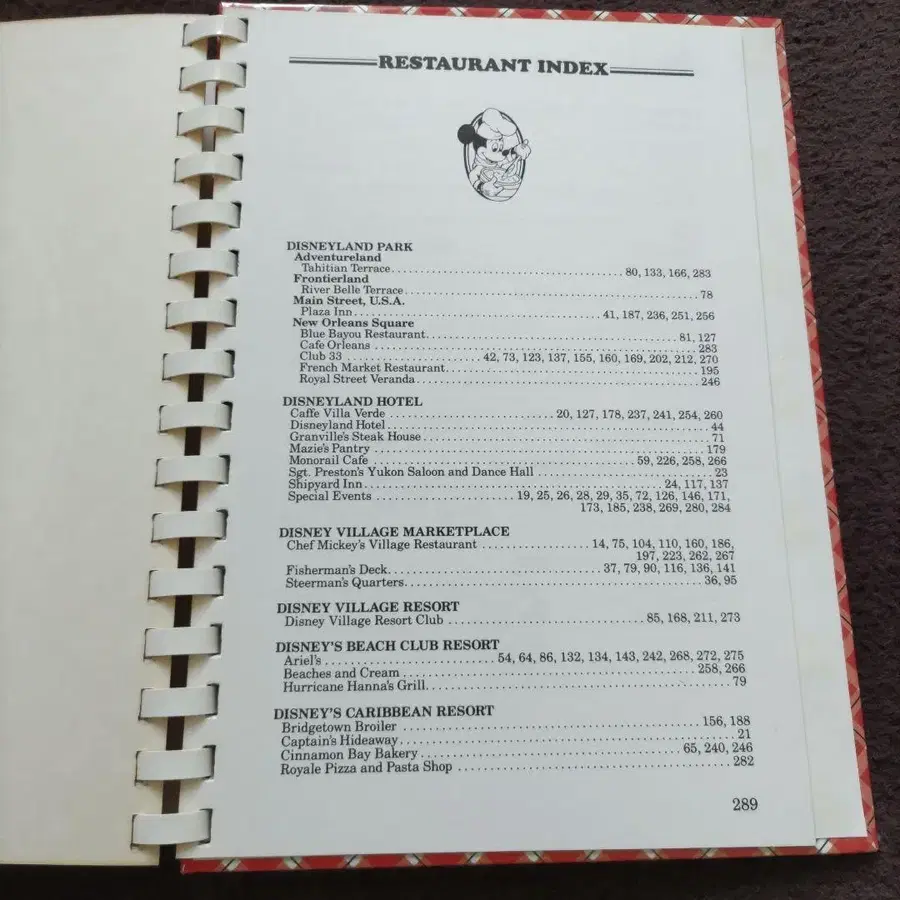 RESTAURANT INDEX
DISNEYLAND PARK
Adventureland
Tahitian Terrace 80, 133, 166, 283
Frontierland
River Belle Terrace 78
Main Street, U.S.A.
Plaza Inn 41, 187, 236, 251, 256
New Orleans Square
Blue Bayou Restaurant 81, 127
Cafe Orleans 283
Club 33 42, 73, 123, 137, 155, 160, 169, 202, 212, 270
French Market Restaurant 195
Royal Street Veranda 246
DISNEYLAND HOTEL
Caffe Villa Verde 20, 127, 178, 237, 241, 254, 260
Disneyland Hotel 44
Granville's Steak House 71
Mazie's Pantry 179
Monorail Cafe 59, 226, 258, 266
Sgt. Preston's Yukon Saloon and Dance Hall 23
Shipyard Inn 24, 117, 137
Special Events 19, 25, 26, 28, 29, 35, 72, 126, 146, 171,
173, 185, 238, 269, 280, 284
DISNEY VILLAGE MARKETPLACE
Chef Mickey's Village Restaurant 14, 75, 104, 110, 160, 186,
197, 223, 262, 267
Fisherman's Deck 37, 79, 90, 116, 136, 141
Steerman's Quarters 36, 95
DISNEY VILLAGE RESORT
Disney Village Resort Club 85, 168, 211, 273
DISNEY'S BEACH CLUB RESORT
Ariel's 54, 64, 86, 132, 134, 143, 242, 268, 272, 275
Beaches and Cream 258, 266
Hurricane Hanna's Grill 79
DISNEY'S CARIBBEAN RESORT
Bridgetown Broiler 156, 188
Captain's Hideaway 21
Cinnamon Bay Bakery 65, 240, 246
Royale Pizza and Pasta Shop 282
289